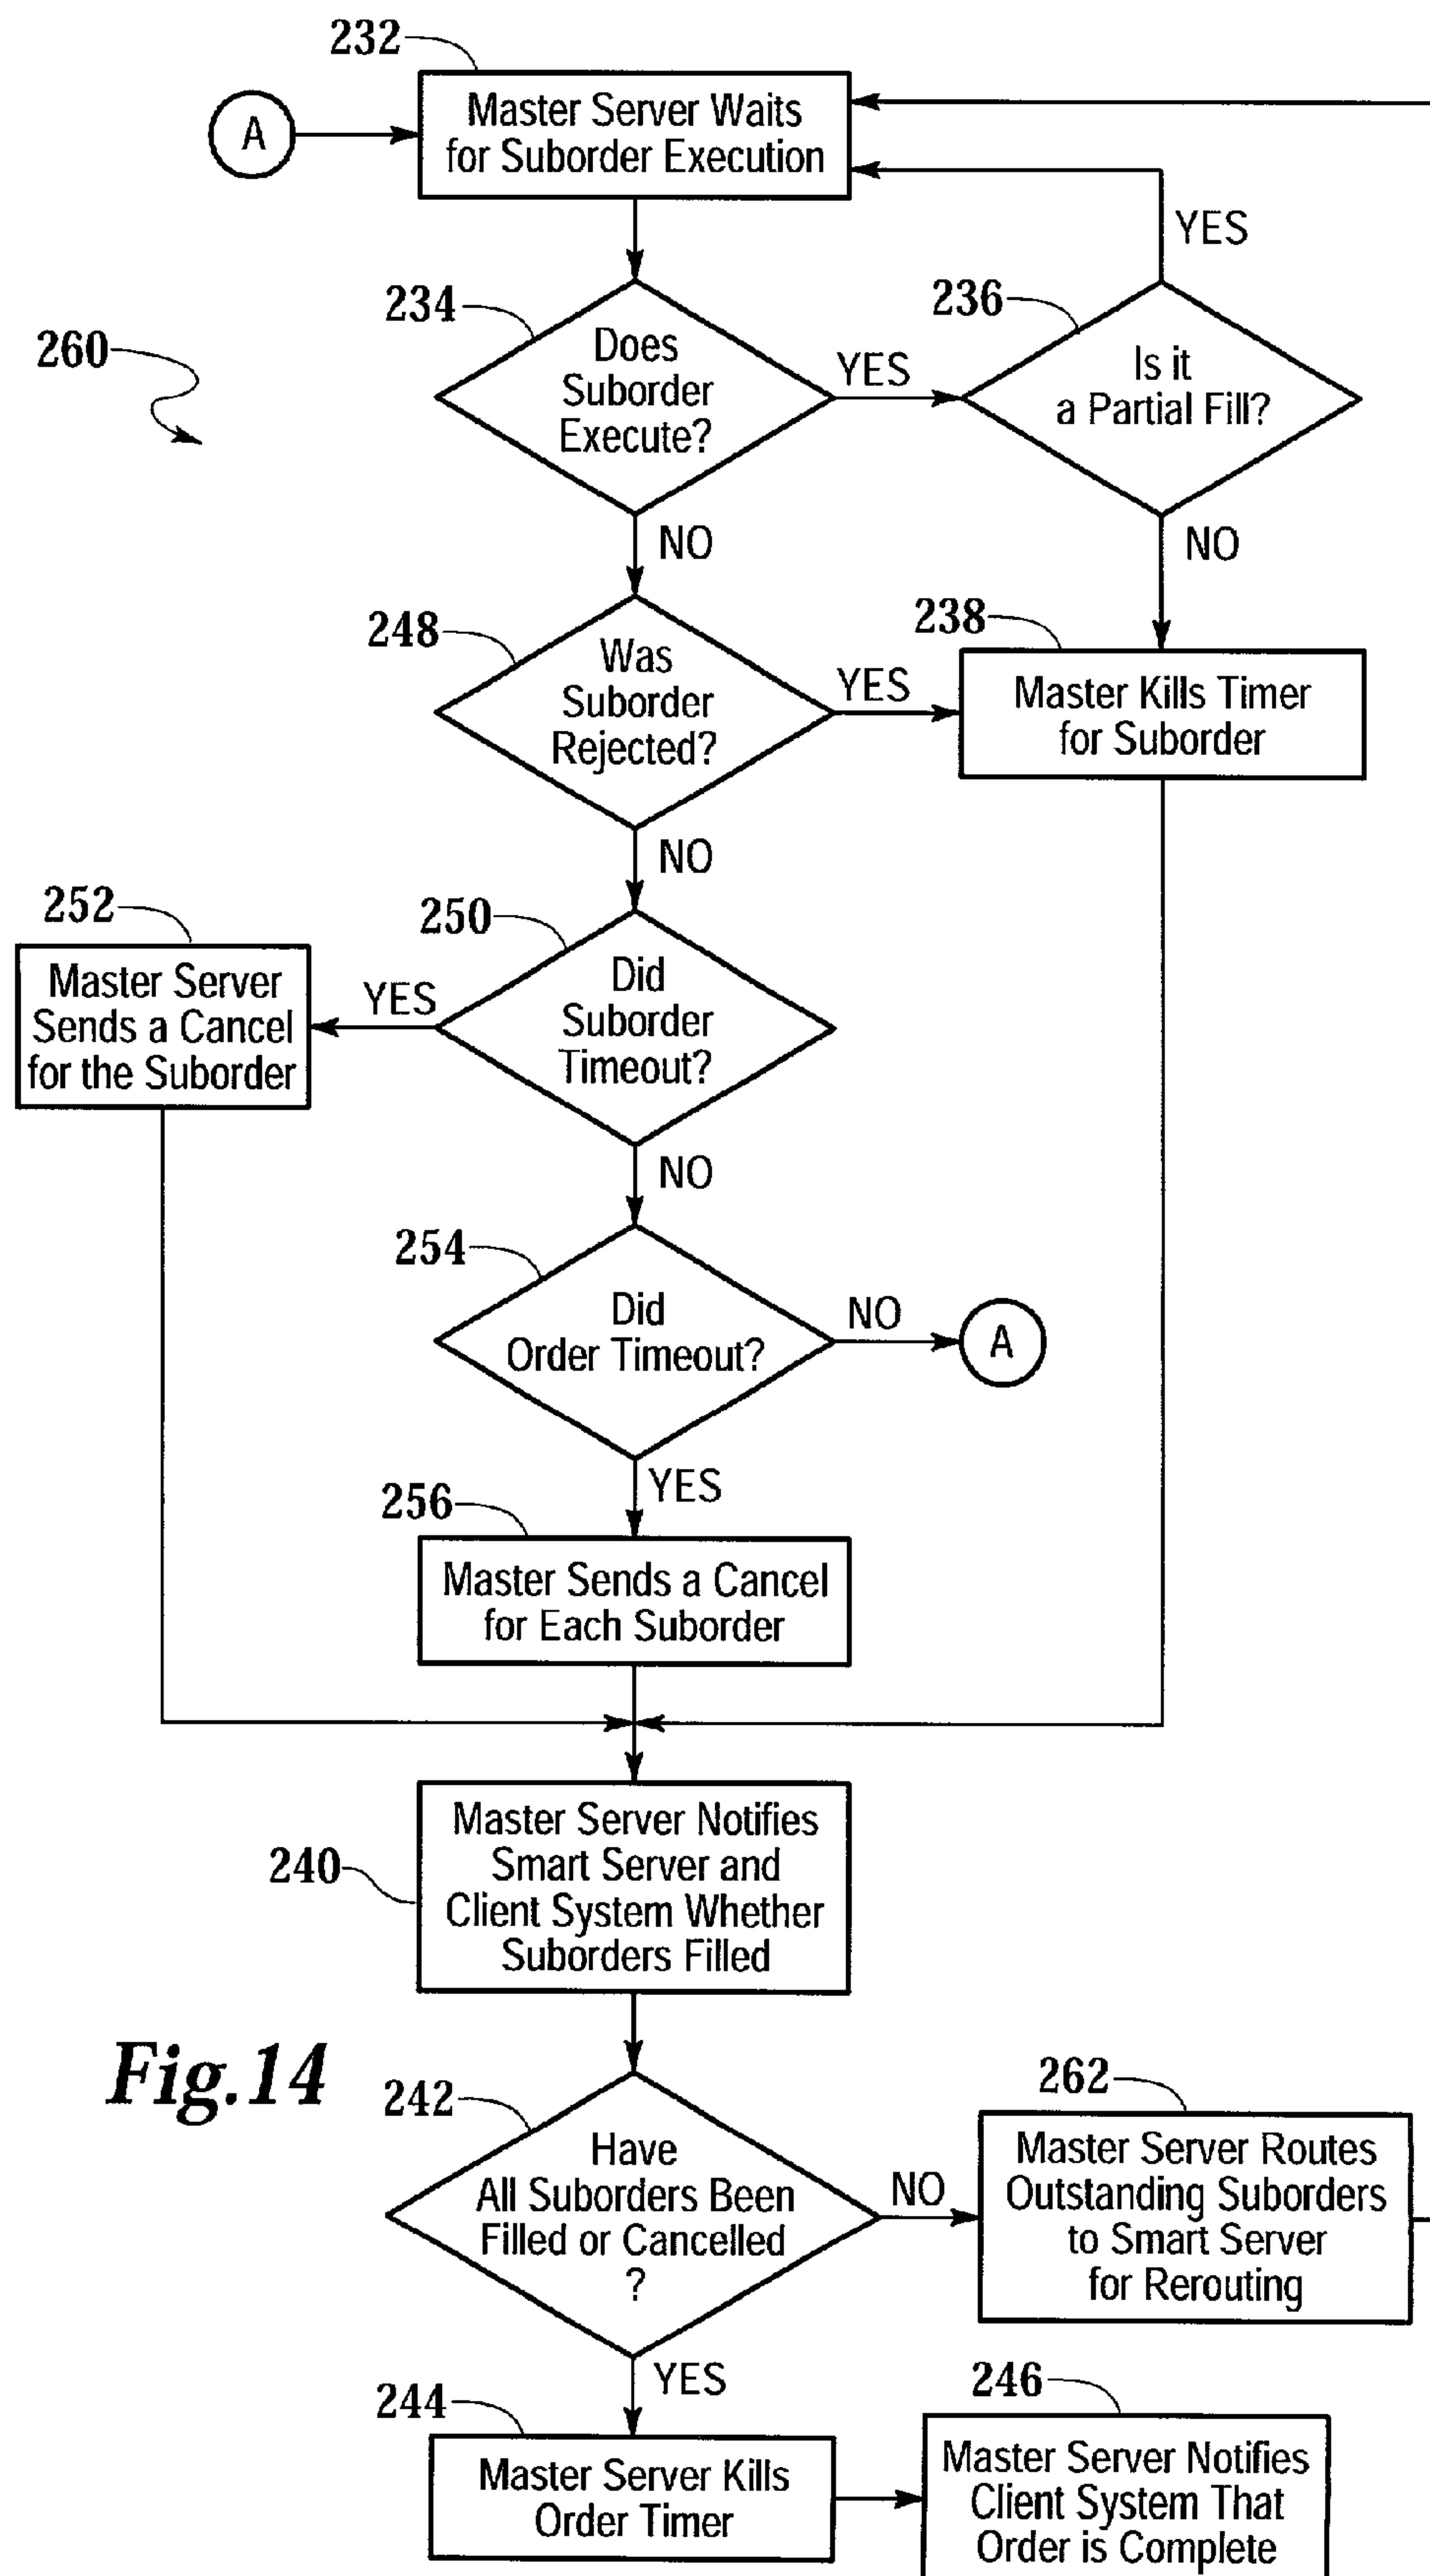 232
A
Master Server Waits
for Suborder Execution
YES
234
Does
Suborder
Execute?
YES
236
Is it
a Partial Fill?
260
NO
NO
248
Was
Suborder
Rejected?
YES
238
Master Kills Timer
for Suborder
NO
252
Master Server
Sends a Cancel
for the Suborder
YES
250
Did
Suborder
Timeout?
NO
254
Did
Order Timeout?
NO
A
YES
256
Master Sends a Cancel
for Each Suborder
240
Master Server Notifies
Smart Server and
Client System Whether
Suborders Filled
Fig.14
242
Have
All Suborders Been
Filled or Cancelled
?
NO
262
Master Server Routes
Outstanding Suborders
to Smart Server
for Rerouting
YES
244
Master Server Kills
Order Timer
246
Master Server Notifies
Client System That
Order is Complete